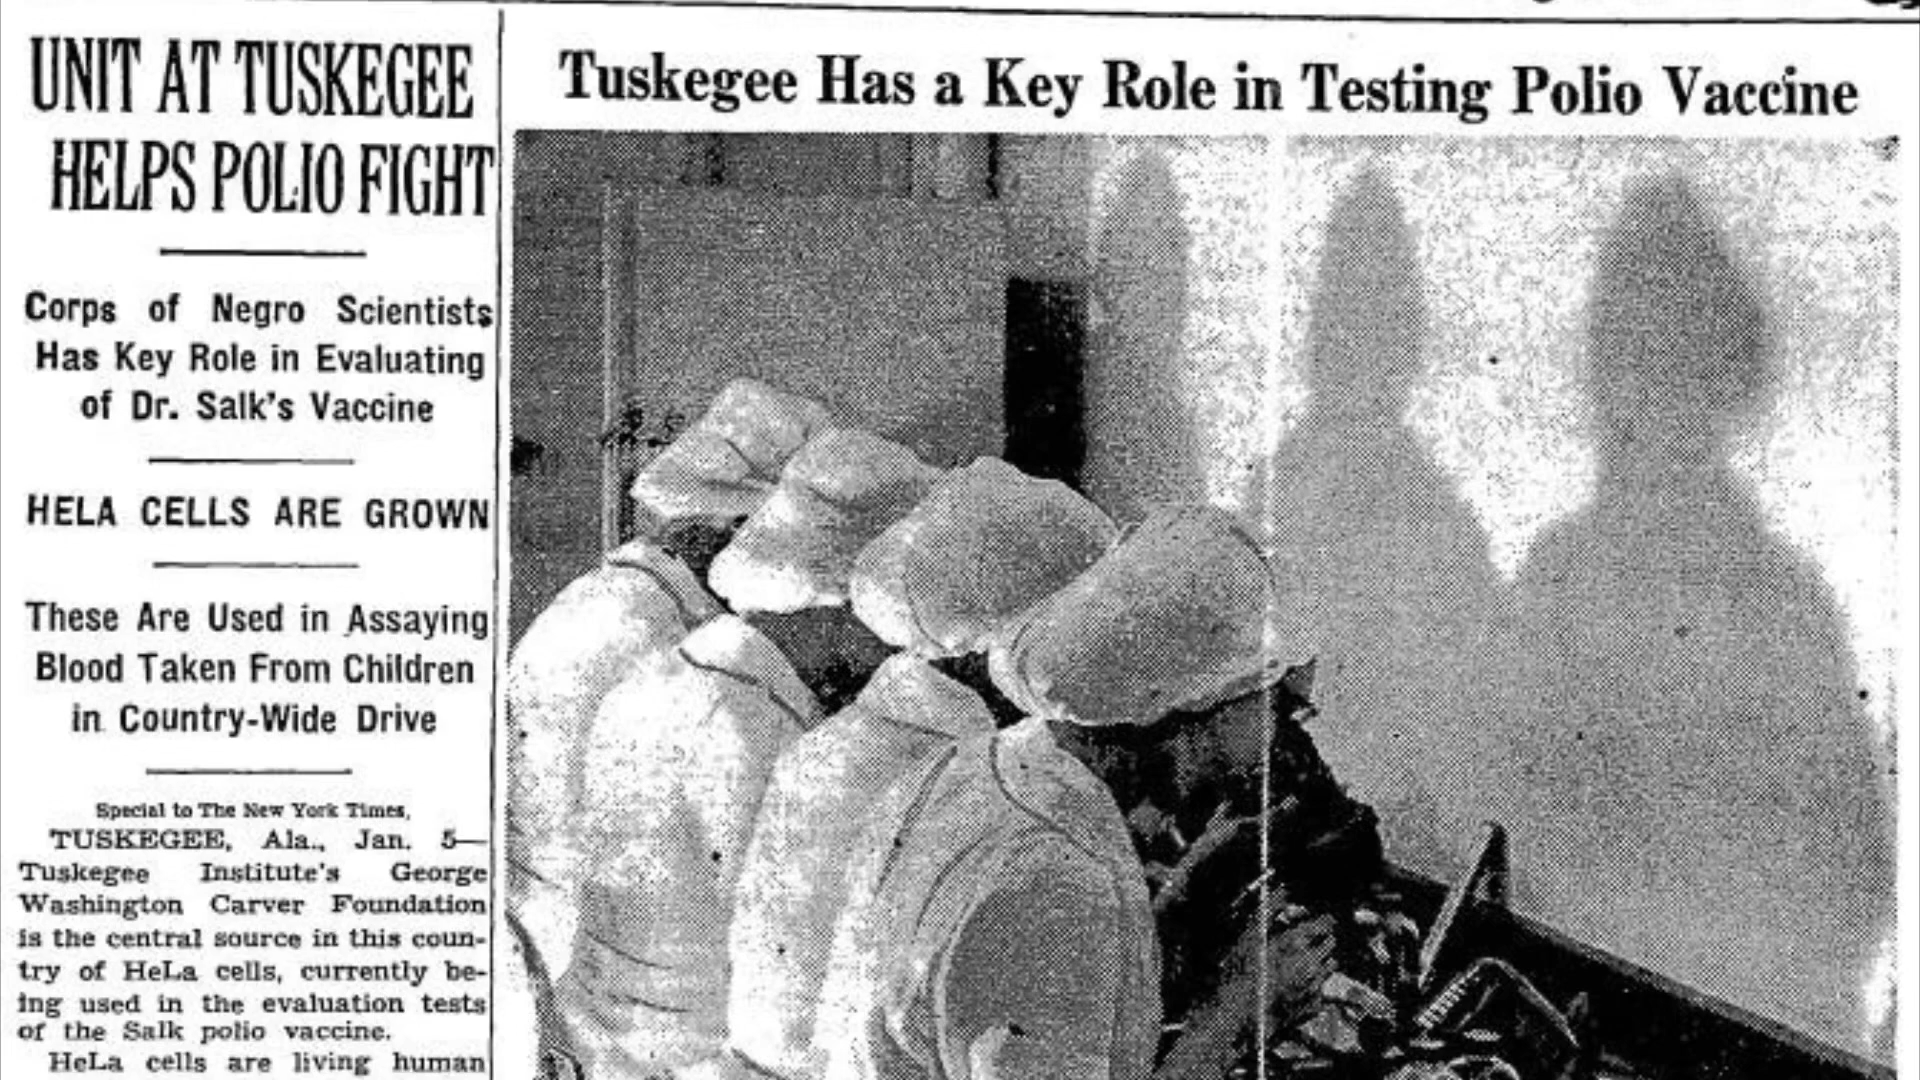 UNIT AT TUSKEGEE
HELPS POLIO FIGHT
Corps of Negro Scientists
Has Key Role in Evaluating
of Dr. Salk's Vaccine
HELA CELLS ARE GROWN
These Are Used in Assaying
Blood Taken From Children
in Country-Wide Drive
Special to The New York Times,
TUSKEGEE, Ala., Jan. 5—
Tuskegee Institute's George
Washington Carver Foundation
is the central source in this coun-
try of HeLa cells, currently be-
ing used in the evaluation tests
of the Salk polio vaccine.
HeLa cells are living human
Tuskegee Has a Key Role in Testing Polio Vaccine